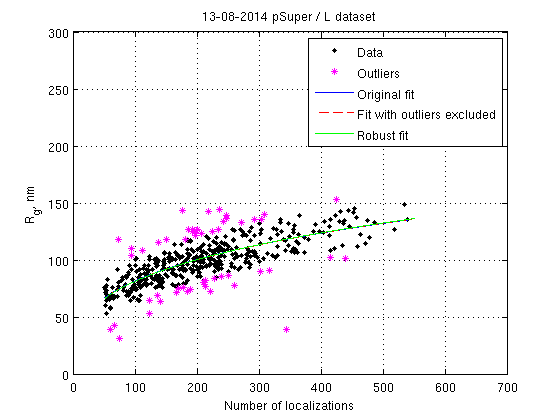 13-08-2014 pSuper / L dataset
300
250
200
150
100
50
0
Rg, nm
Data
Outliers
Original fit
Fit with outliers excluded
Robust fit
0 100 200 300 400 500 600 700
Number of localizations